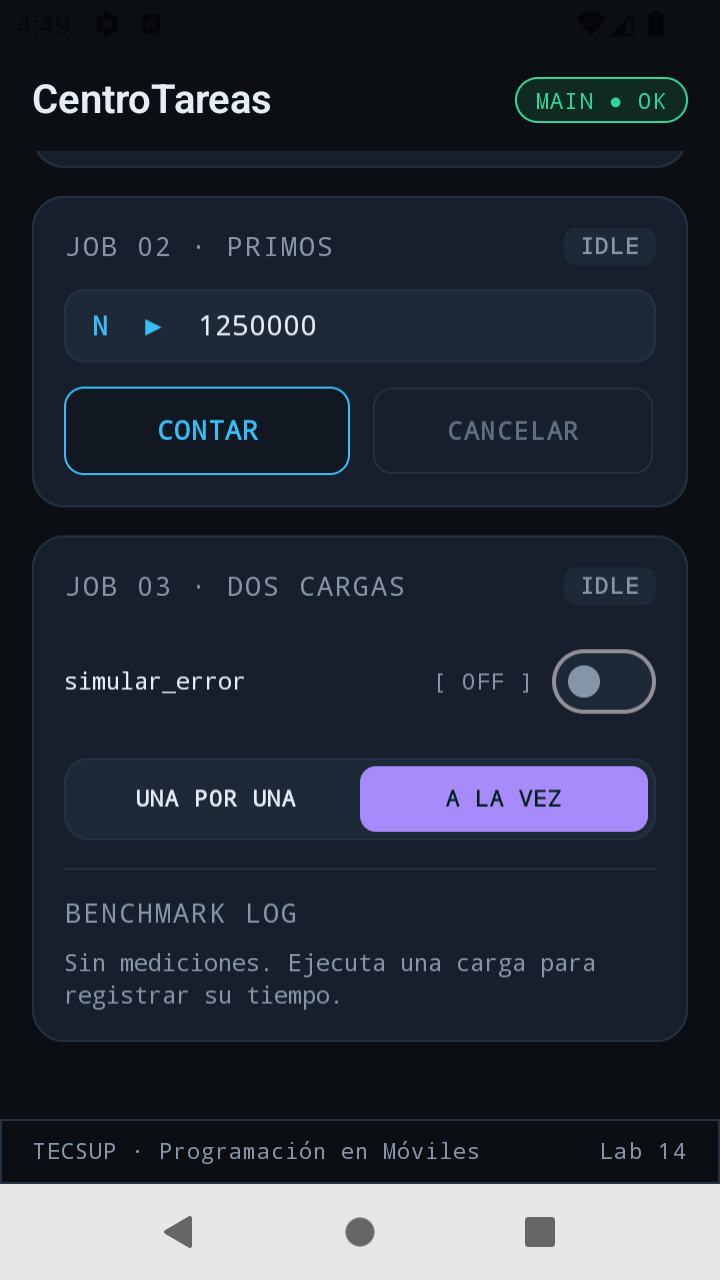 4:49
CentroTareas
MAIN ● OK
JOB 02 · PRIMOS
IDLE
N ▶ 1250000
CONTAR
CANCELAR
JOB 03 · DOS CARGAS
IDLE
simular_error
[ OFF ]
UNA POR UNA
A LA VEZ
BENCHMARK LOG
Sin mediciones. Ejecuta una carga para
registrar su tiempo.
TECSUP · Programación en Móviles
Lab 14